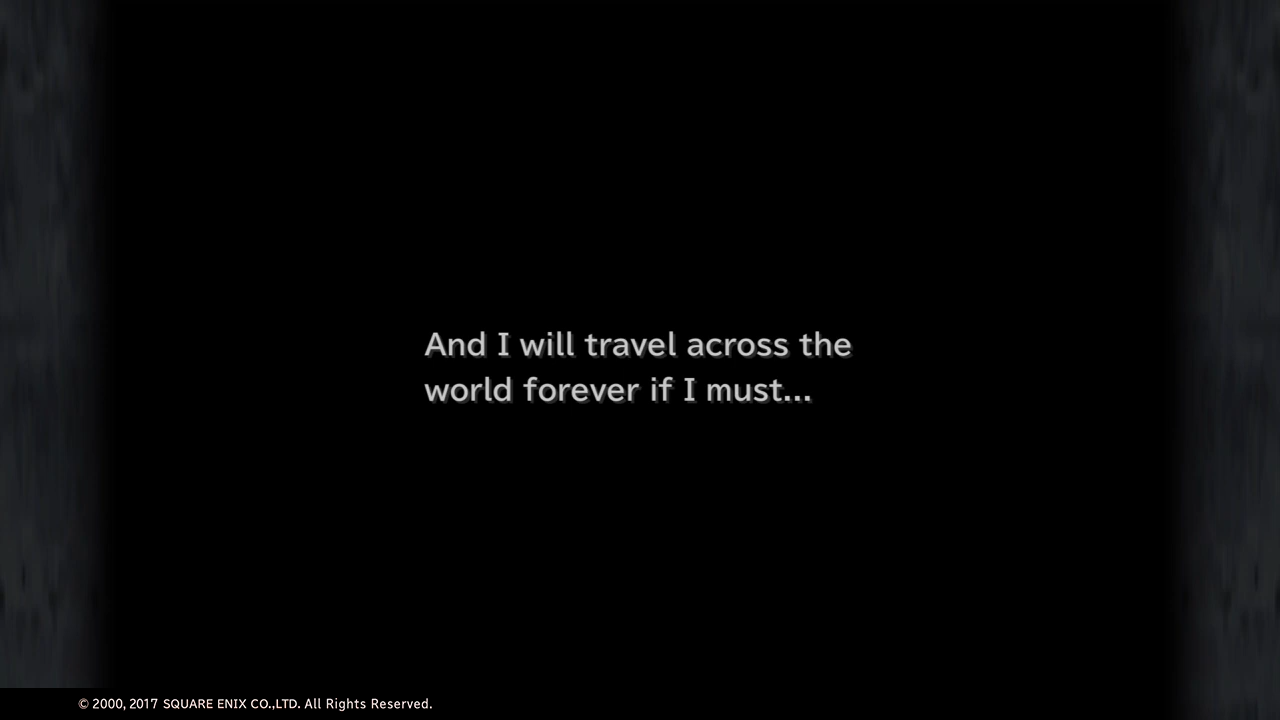 And I will travel across the
world forever if I must...
© 2000, 2017 SQUARE ENIX CO.,LTD. All Rights Reserved.